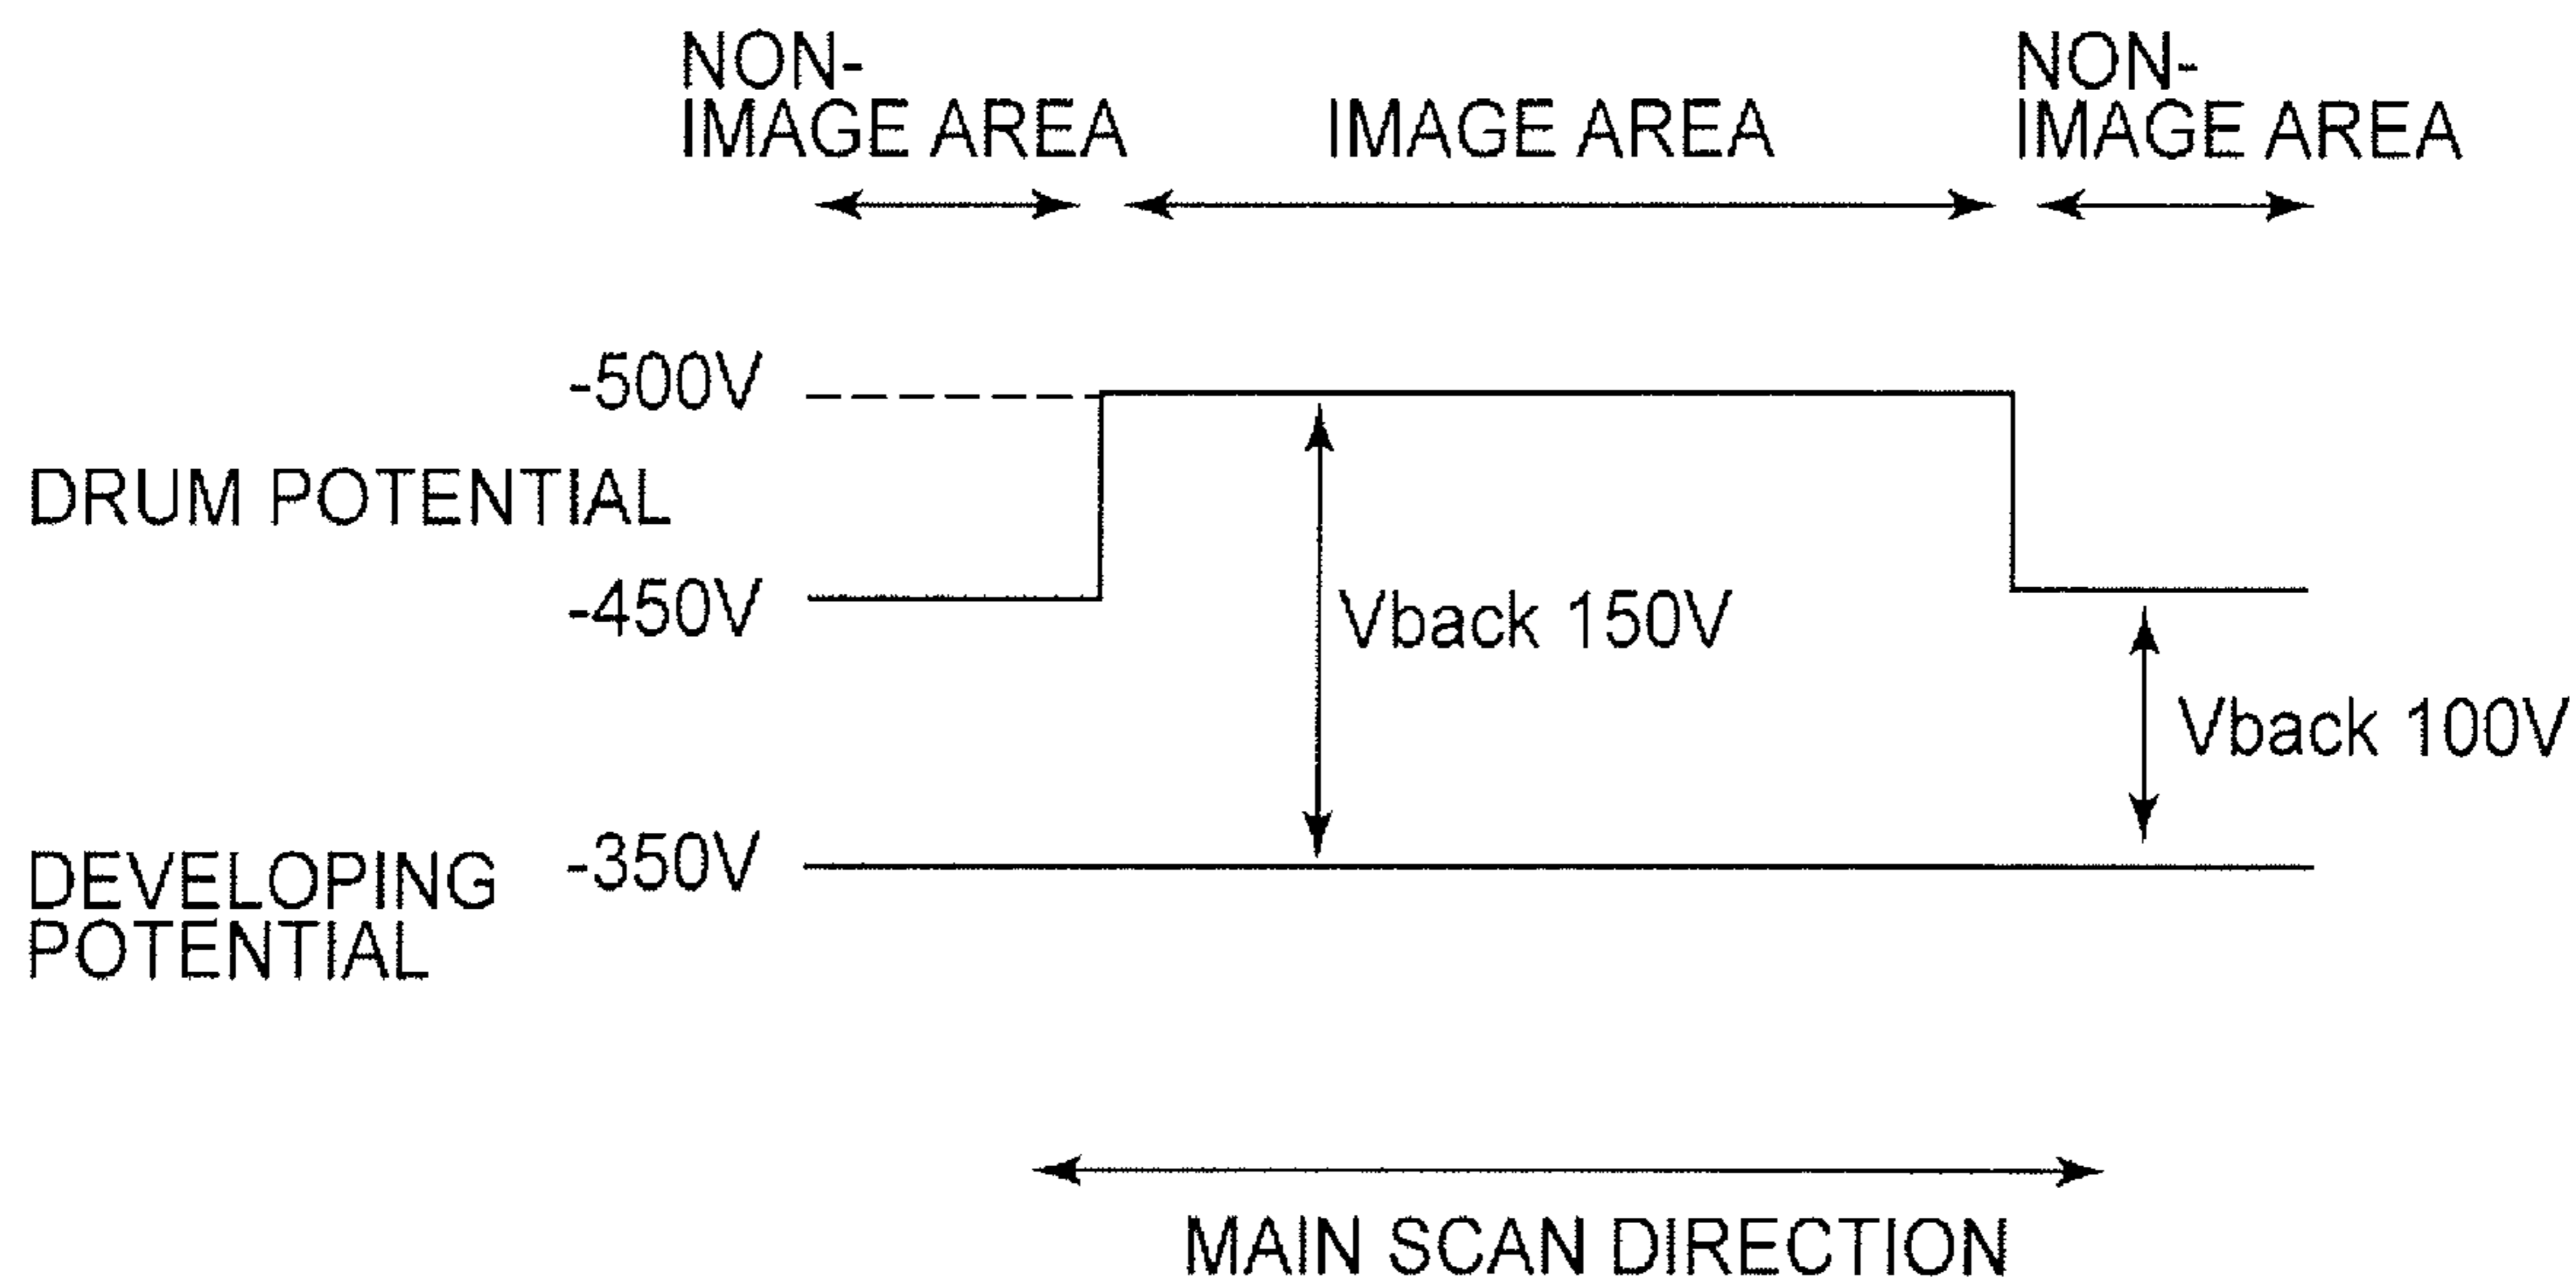 NON-
IMAGE AREA
IMAGE AREA
NON-
IMAGE AREA
-500V
DRUM POTENTIAL
-450V
Vback 150V
Vback 100V
-350V
DEVELOPING
POTENTIAL
MAIN SCAN DIRECTION